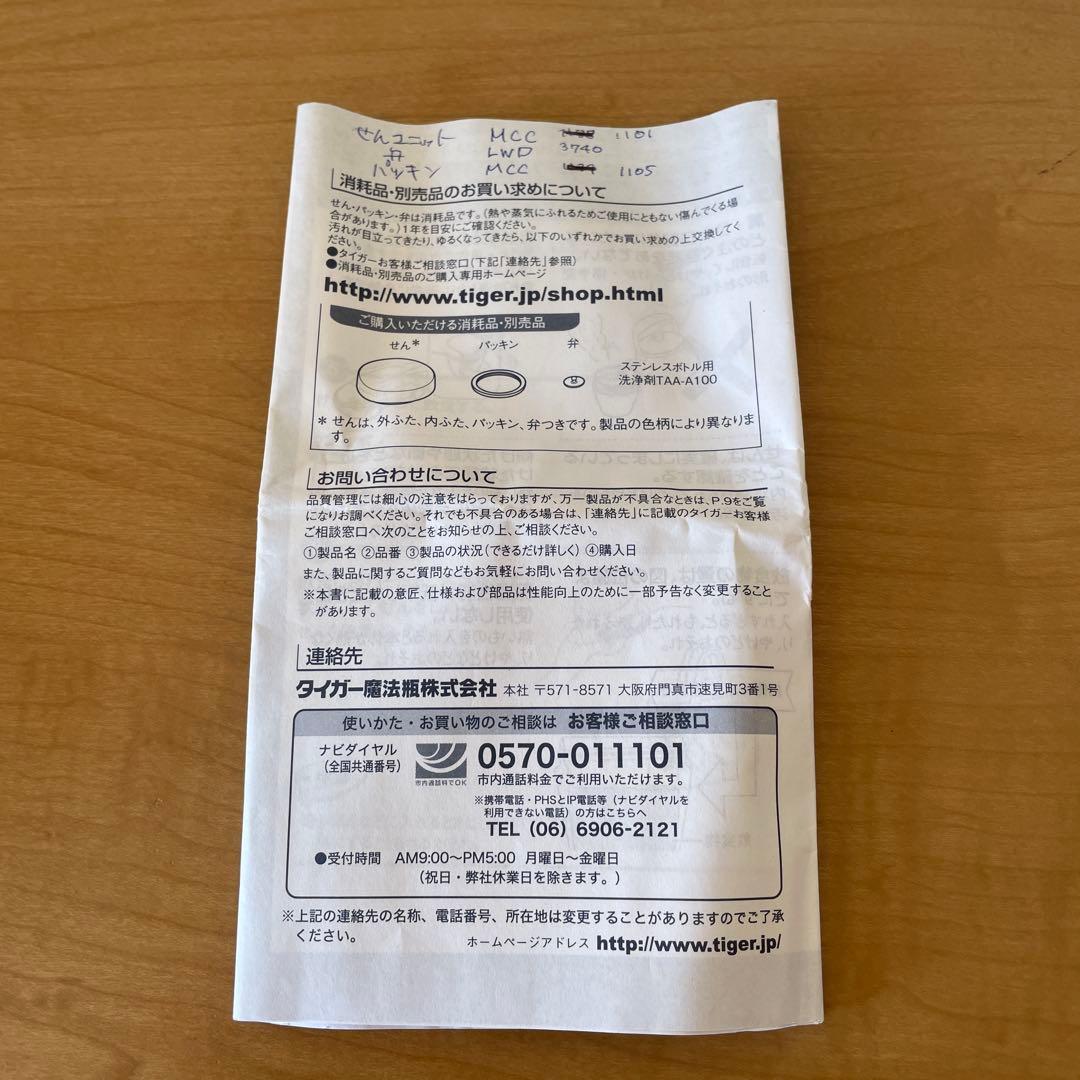 せんユニット MCC 1101
弁 LWD 3740
パッキン MCC 1105
消耗品・別売品のお買い求めについて
せん・パッキン・弁は消耗品です。(熱や蒸気にふれるためご使用にともない傷んでくる場
合があります。)1年を目安にご確認ください。
汚れが目立ってきたり、ゆるくなってきたら、以下のいずれかでお買い求めの上交換してく
ださい。
●タイガーお客様ご相談窓口(下記「連絡先」参照)
●消耗品・別売品のご購入専用ホームページ
http://www.tiger.jp/shop.html
ご購入いただける消耗品・別売品
せん* パッキン 弁
ステンレスボトル用
洗浄剤TAA-A100
* せんは、外ふた、内ふた、パッキン、弁つきです。製品の色柄により異なりま
す。
お問い合わせについて
品質管理には細心の注意をはらっておりますが、万一製品が不具合なときは、P.9をご覧
になりお調べください。それでも不具合のある場合は、「連絡先」に記載のタイガーお客様
ご相談窓口へ次のことをお知らせの上、ご相談ください。
①製品名 ②品番 ③製品の状況(できるだけ詳しく) ④購入日
また、製品に関するご質問などもお気軽にお問い合わせください。
※本書に記載の意匠、仕様および部品は性能向上のために一部予告なく変更すること
があります。
連絡先
タイガー魔法瓶株式会社 本社 〒571-8571 大阪府門真市速見町3番1号
使いかた・お買い物のご相談は お客様ご相談窓口
ナビダイヤル
(全国共通番号)
市内通話料でOK
0570-011101
市内通話料金でご利用いただけます。
※携帯電話・PHSとIP電話等(ナビダイヤルを
利用できない電話)の方はこちらへ
TEL (06) 6906-2121
●受付時間 AM9:00〜PM5:00 月曜日〜金曜日
(祝日・弊社休業日を除きます。)
※上記の連絡先の名称、電話番号、所在地は変更することがありますのでご了承
ください。
ホームページアドレス http://www.tiger.jp/